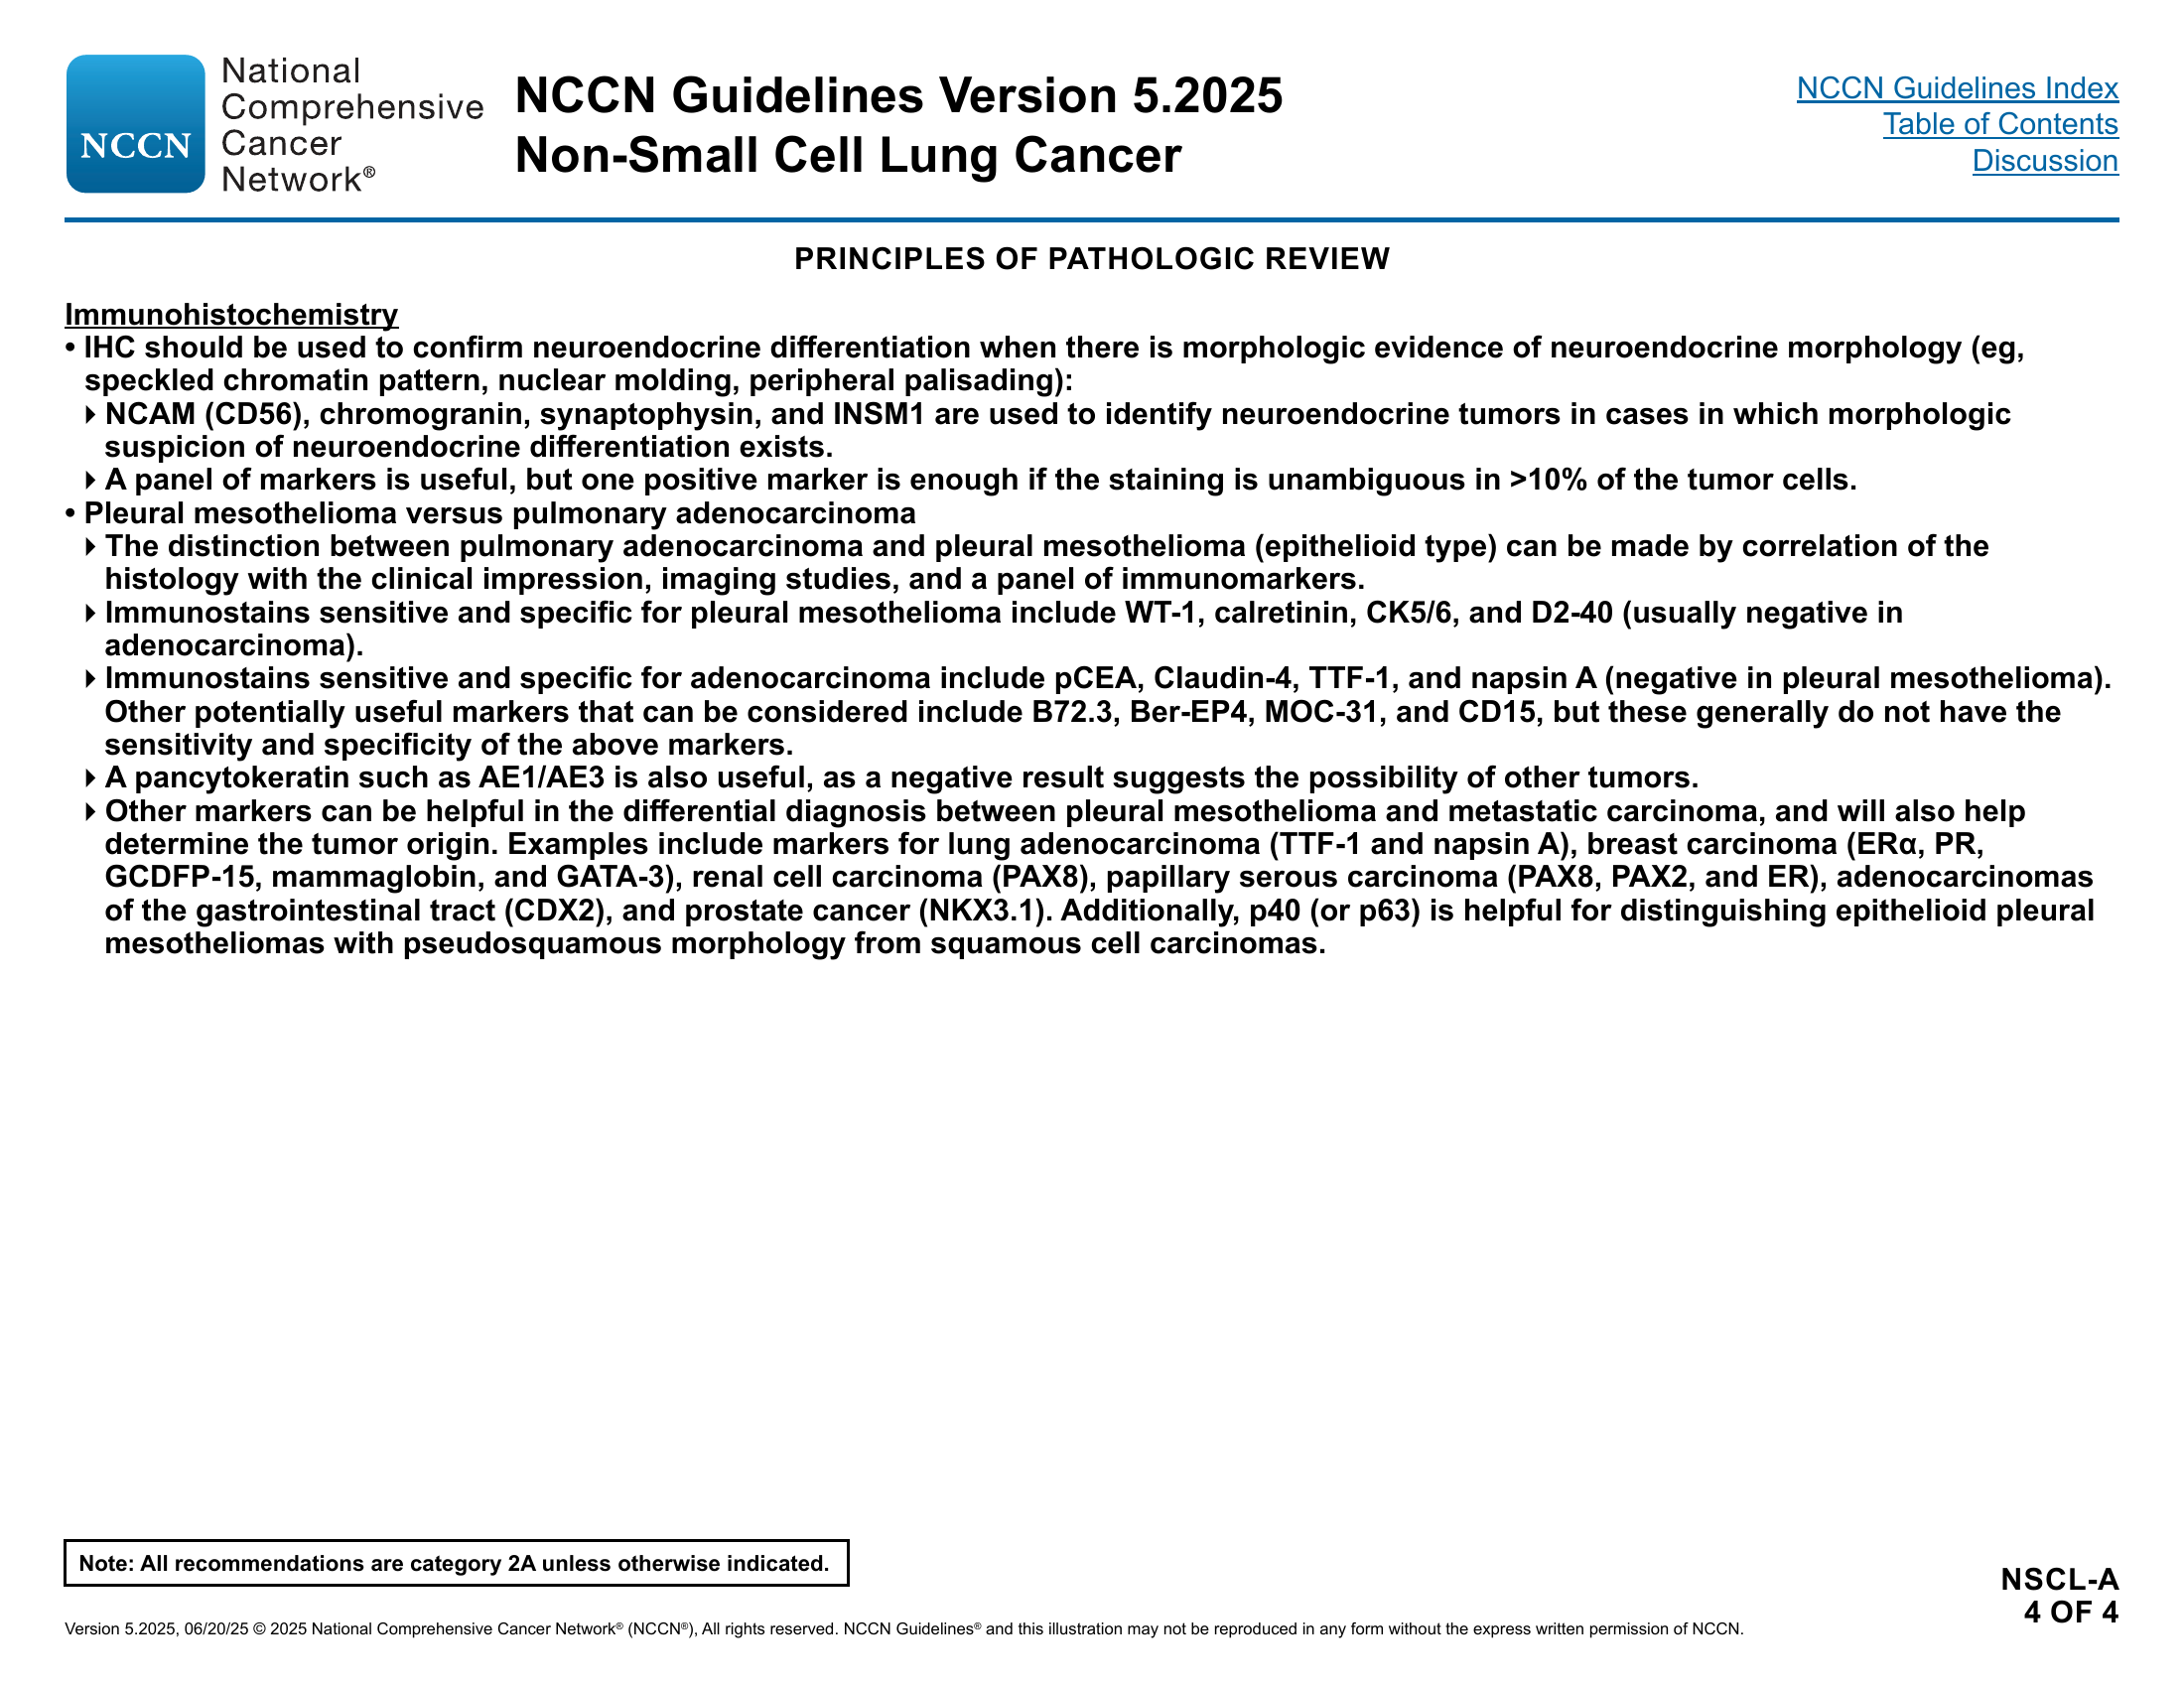 National
Comprehensive
NCCN Cancer
Network®
NCCN Guidelines Version 5.2025
Non-Small Cell Lung Cancer
NCCN Guidelines Index
Table of Contents
Discussion
PRINCIPLES OF PATHOLOGIC REVIEW
Immunohistochemistry
• IHC should be used to confirm neuroendocrine differentiation when there is morphologic evidence of neuroendocrine morphology (eg,
speckled chromatin pattern, nuclear molding, peripheral palisading):
▸ NCAM (CD56), chromogranin, synaptophysin, and INSM1 are used to identify neuroendocrine tumors in cases in which morphologic
suspicion of neuroendocrine differentiation exists.
▸ A panel of markers is useful, but one positive marker is enough if the staining is unambiguous in >10% of the tumor cells.
• Pleural mesothelioma versus pulmonary adenocarcinoma
▸ The distinction between pulmonary adenocarcinoma and pleural mesothelioma (epithelioid type) can be made by correlation of the
histology with the clinical impression, imaging studies, and a panel of immunomarkers.
▸ Immunostains sensitive and specific for pleural mesothelioma include WT-1, calretinin, CK5/6, and D2-40 (usually negative in
adenocarcinoma).
▸ Immunostains sensitive and specific for adenocarcinoma include pCEA, Claudin-4, TTF-1, and napsin A (negative in pleural mesothelioma).
Other potentially useful markers that can be considered include B72.3, Ber-EP4, MOC-31, and CD15, but these generally do not have the
sensitivity and specificity of the above markers.
▸ A pancytokeratin such as AE1/AE3 is also useful, as a negative result suggests the possibility of other tumors.
▸ Other markers can be helpful in the differential diagnosis between pleural mesothelioma and metastatic carcinoma, and will also help
determine the tumor origin. Examples include markers for lung adenocarcinoma (TTF-1 and napsin A), breast carcinoma (ERα, PR,
GCDFP-15, mammaglobin, and GATA-3), renal cell carcinoma (PAX8), papillary serous carcinoma (PAX8, PAX2, and ER), adenocarcinomas
of the gastrointestinal tract (CDX2), and prostate cancer (NKX3.1). Additionally, p40 (or p63) is helpful for distinguishing epithelioid pleural
mesotheliomas with pseudosquamous morphology from squamous cell carcinomas.
Note: All recommendations are category 2A unless otherwise indicated.
NSCL-A
4 OF 4
Version 5.2025, 06/20/25 © 2025 National Comprehensive Cancer Network® (NCCN®), All rights reserved. NCCN Guidelines® and this illustration may not be reproduced in any form without the express written permission of NCCN.